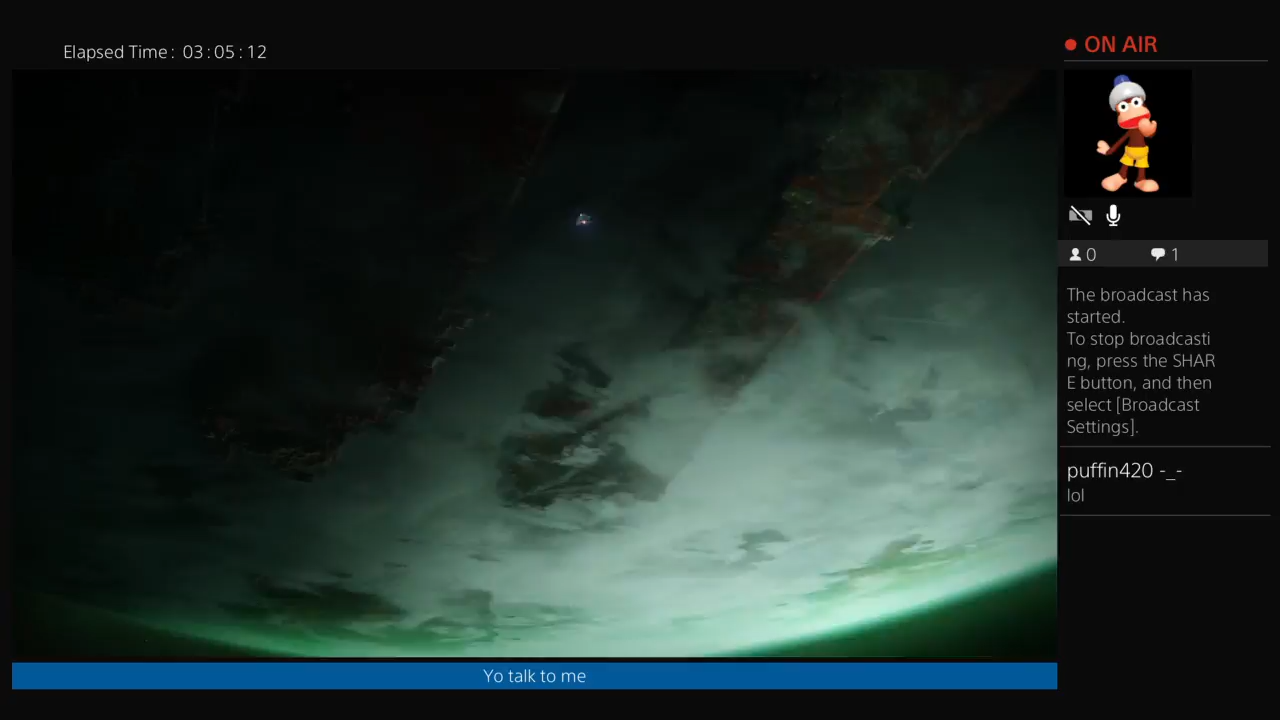 Elapsed Time: 03:05:12
ON AIR
0
1
The broadcast has
started.
To stop broadcasti
ng, press the SHAR
E button, and then
select [Broadcast
Settings].
puffin420 -_-
lol
Yo talk to me